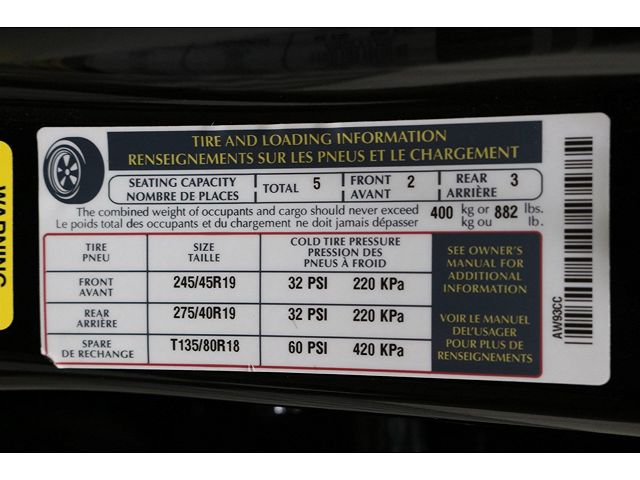 WARNING
TIRE AND LOADING INFORMATION
RENSEIGNEMENTS SUR LES PNEUS ET LE CHARGEMENT
SEATING CAPACITY
NOMBRE DE PLACES
TOTAL 5
FRONT
AVANT
2
REAR
ARRIÈRE
3
The combined weight of occupants and cargo should never exceed 400 kg or 882 lbs.
Le poids total des occupants et du chargement ne doit jamais dépasser kg ou lb.
TIRE
PNEU
SIZE
TAILLE
COLD TIRE PRESSURE
PRESSION DES
PNEUS À FROID
FRONT
AVANT
245/45R19 32 PSI 220 KPa
REAR
ARRIÈRE
275/40R19 32 PSI 220 KPa
SPARE
DE RECHANGE
T135/80R18 60 PSI 420 KPa
SEE OWNER'S
MANUAL FOR
ADDITIONAL
INFORMATION
VOIR LE MANUEL
DE L'USAGER
POUR PLUS DE
RENSEIGNEMENTS
AW93CC